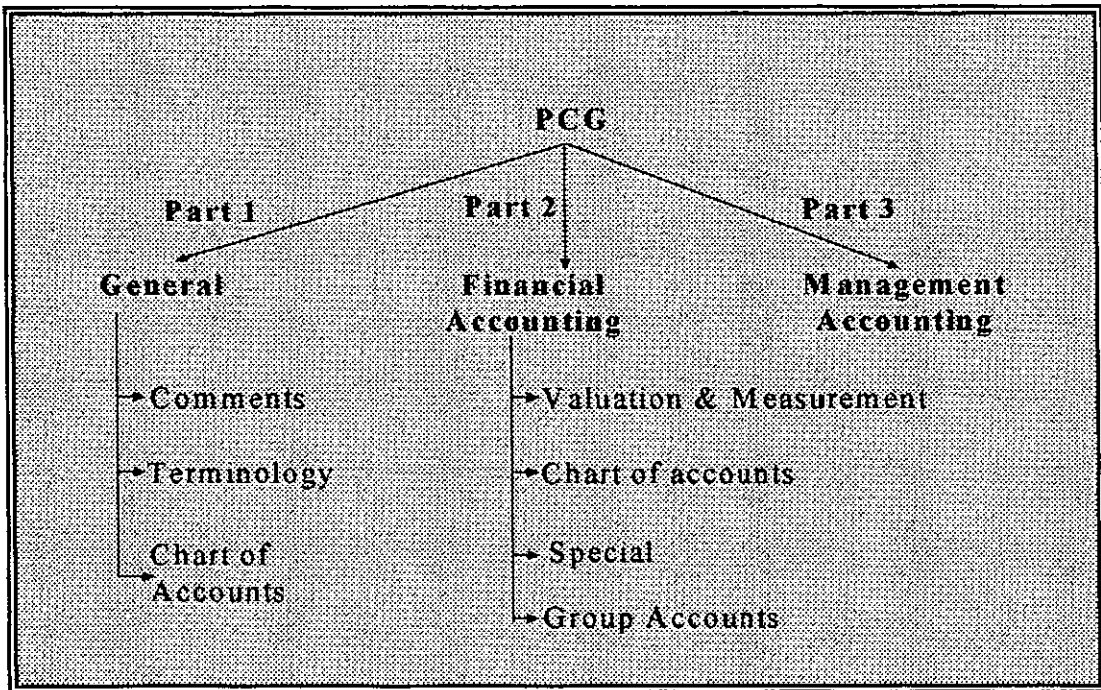 PCG
Part 1
Part 2
Part 3
General
Financial
Accounting
Management
Accounting
Comments
Terminology
Chart of
Accounts
Valuation & Measurement
Chart of accounts
Special
Group Accounts